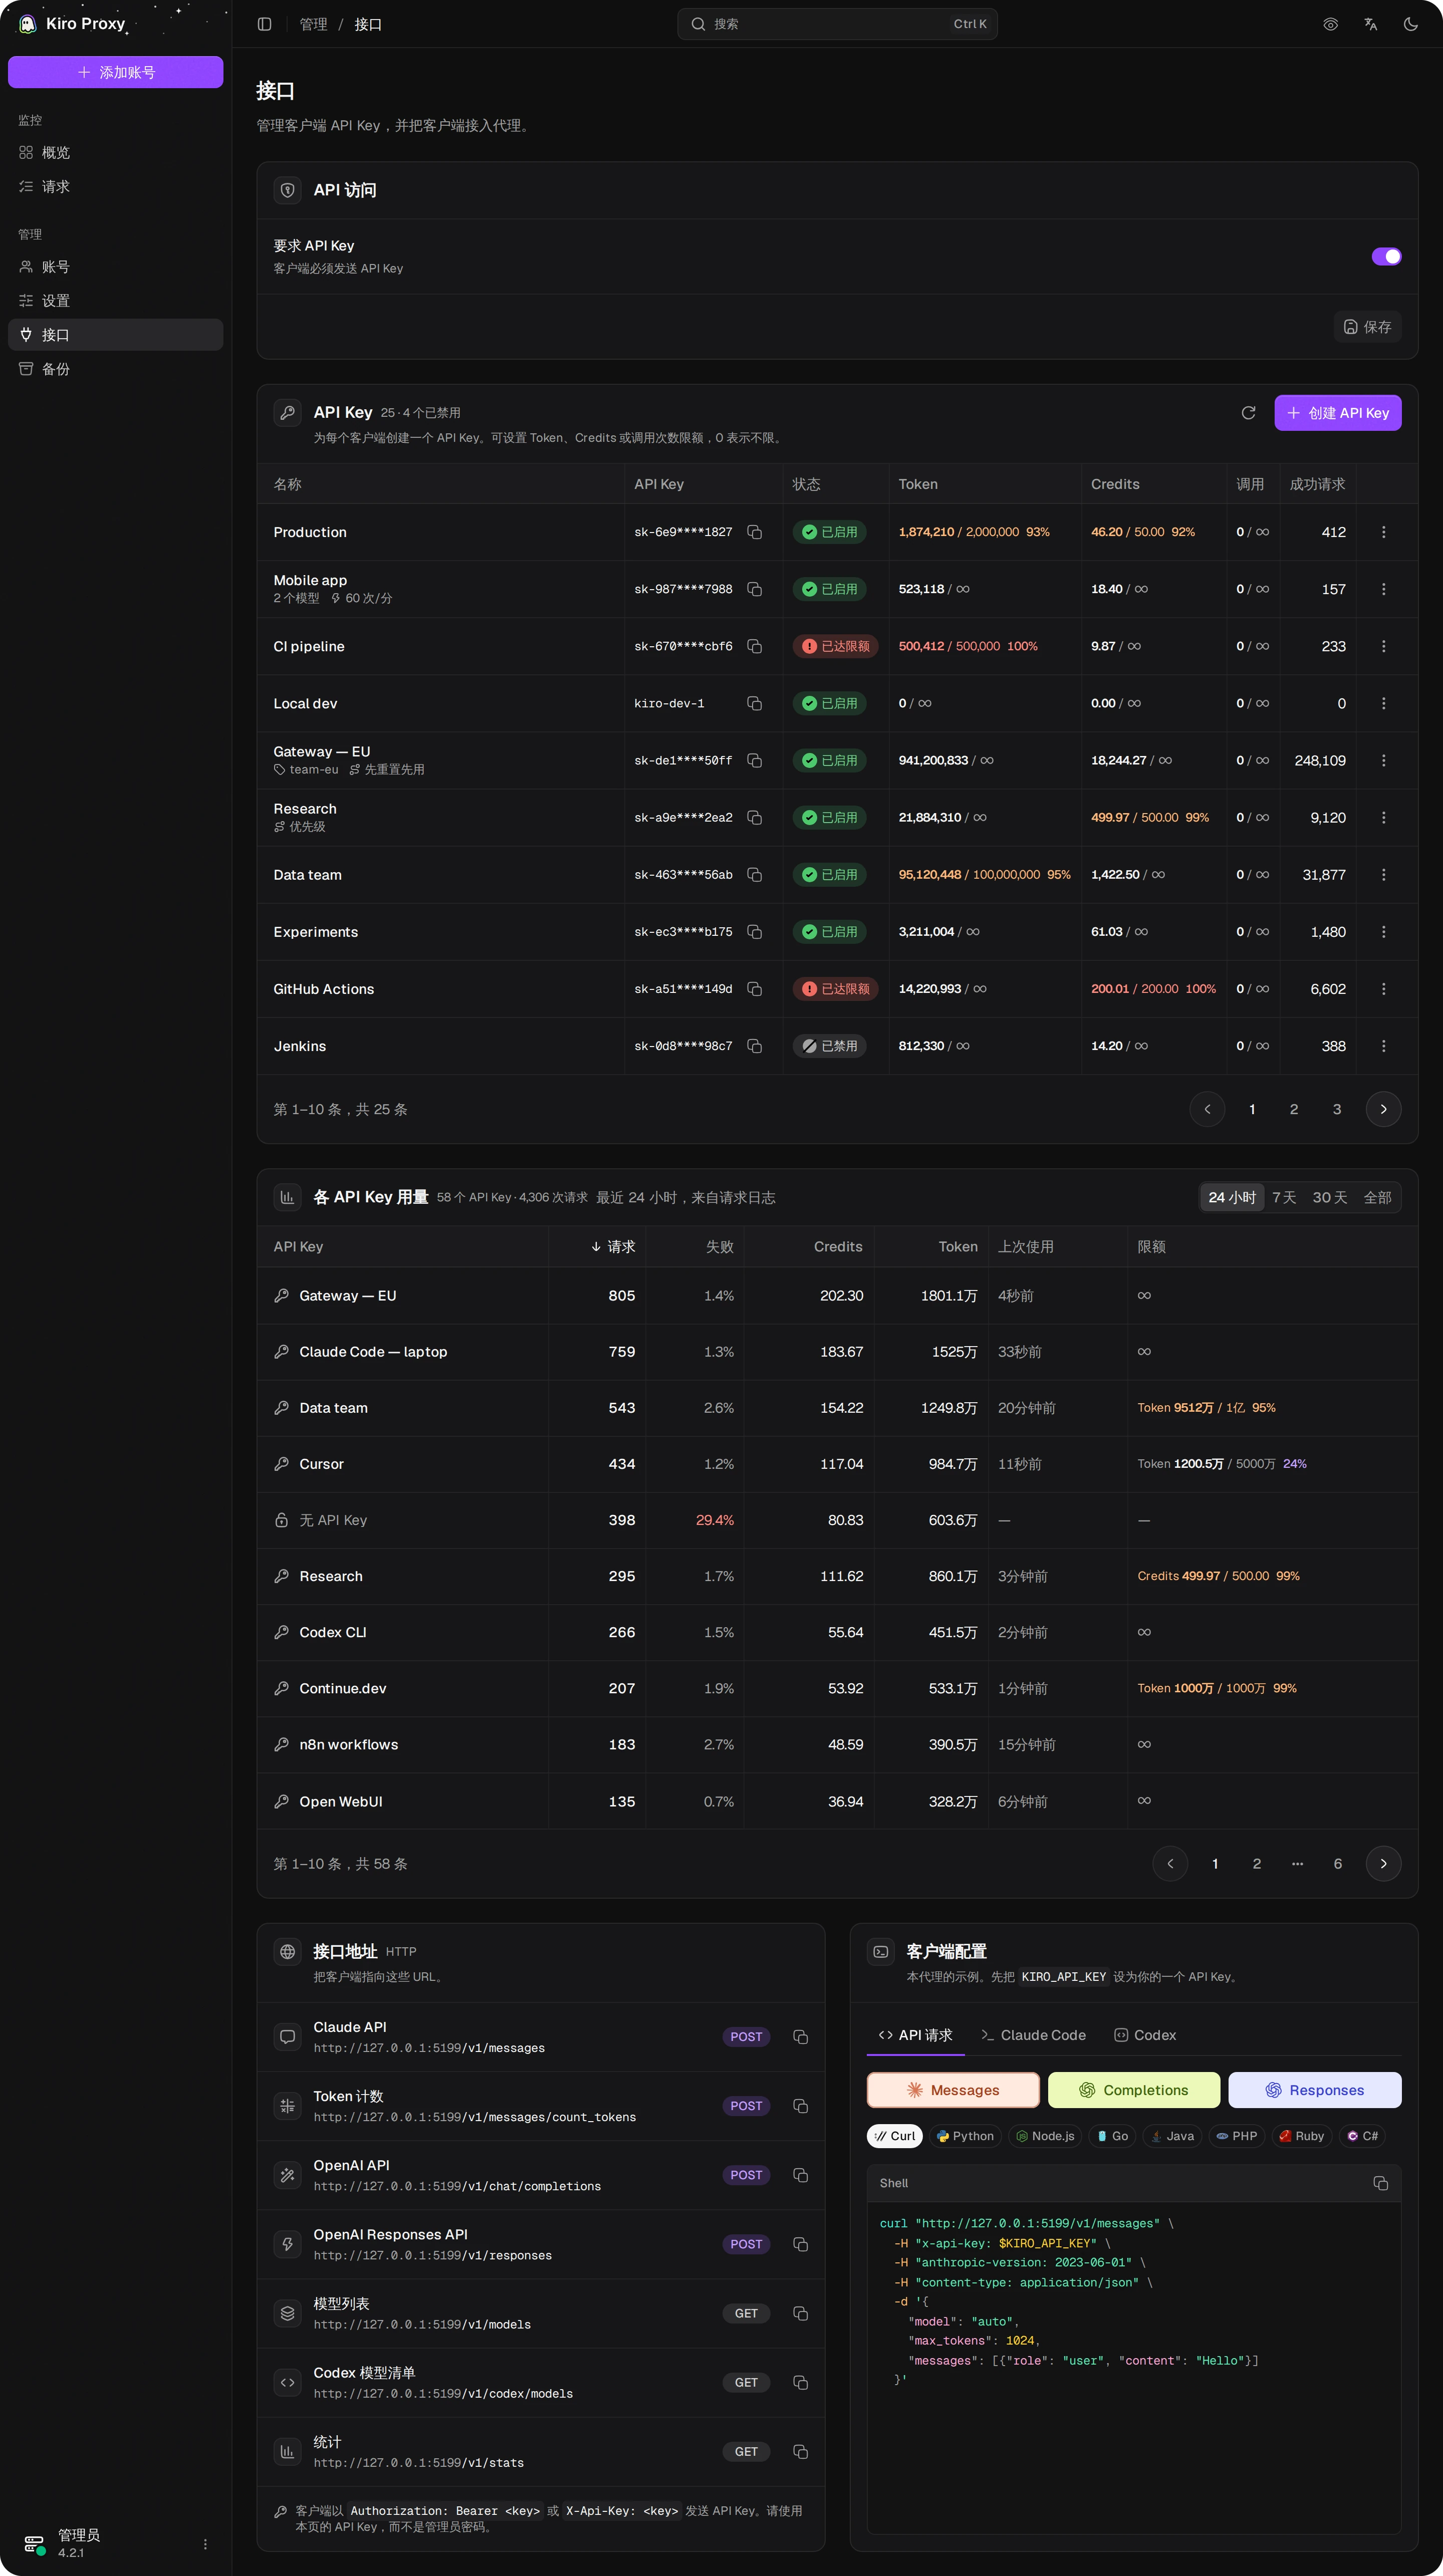 Kiro Proxy
管理 / 接口
搜索 Ctrl K
添加账号
监控
概览
请求
管理
账号
设置
接口
备份
接口
管理客户端 API Key，并把客户端接入代理。
API 访问
要求 API Key
客户端必须发送 API Key
保存
API Key 25 · 4 个已禁用
创建 API Key
为每个客户端创建一个 API Key。可设置 Token、Credits 或调用次数限额，0 表示不限。
名称 API Key 状态 Token Credits 调用 成功请求
Production sk-6e9****1827 已启用 1,874,210 / 2,000,000 93% 46.20 / 50.00 92% 0 / ∞ 412
Mobile app
2 个模型 60 次/分
sk-987****7988 已启用 523,118 / ∞ 18.40 / ∞ 0 / ∞ 157
CI pipeline sk-670****cbf6 已达限额 500,412 / 500,000 100% 9.87 / ∞ 0 / ∞ 233
Local dev kiro-dev-1 已启用 0 / ∞ 0.00 / ∞ 0 / ∞ 0
Gateway — EU
team-eu 先重置先用
sk-de1****50ff 已启用 941,200,833 / ∞ 18,244.27 / ∞ 0 / ∞ 248,109
Research
优先级
sk-a9e****2ea2 已启用 21,884,310 / ∞ 499.97 / 500.00 99% 0 / ∞ 9,120
Data team sk-463****56ab 已启用 95,120,448 / 100,000,000 95% 1,422.50 / ∞ 0 / ∞ 31,877
Experiments sk-ec3****b175 已启用 3,211,004 / ∞ 61.03 / ∞ 0 / ∞ 1,480
GitHub Actions sk-a51****149d 已达限额 14,220,993 / ∞ 200.01 / 200.00 100% 0 / ∞ 6,602
Jenkins sk-0d8****98c7 已禁用 812,330 / ∞ 14.20 / ∞ 0 / ∞ 388
第 1–10 条，共 25 条 1 2 3
各 API Key 用量 58 个 API Key · 4,306 次请求 最近 24 小时，来自请求日志 24 小时 7 天 30 天 全部
API Key ↓ 请求 失败 Credits Token 上次使用 限额
Gateway — EU 805 1.4% 202.30 1801.1万 4秒前 ∞
Claude Code — laptop 759 1.3% 183.67 1525万 33秒前 ∞
Data team 543 2.6% 154.22 1249.8万 20分钟前 Token 9512万 / 1亿 95%
Cursor 434 1.2% 117.04 984.7万 11秒前 Token 1200.5万 / 5000万 24%
无 API Key 398 29.4% 80.83 603.6万 — —
Research 295 1.7% 111.62 860.1万 3分钟前 Credits 499.97 / 500.00 99%
Codex CLI 266 1.5% 55.64 451.5万 2分钟前 ∞
Continue.dev 207 1.9% 53.92 533.1万 1分钟前 Token 1000万 / 1000万 99%
n8n workflows 183 2.7% 48.59 390.5万 15分钟前 ∞
Open WebUI 135 0.7% 36.94 328.2万 6分钟前 ∞
第 1–10 条，共 58 条 1 2 ··· 6
接口地址 HTTP
把客户端指向这些 URL。
Claude API
http://127.0.0.1:5199/v1/messages
POST
Token 计数
http://127.0.0.1:5199/v1/messages/count_tokens
POST
OpenAI API
http://127.0.0.1:5199/v1/chat/completions
POST
OpenAI Responses API
http://127.0.0.1:5199/v1/responses
POST
模型列表
http://127.0.0.1:5199/v1/models
GET
Codex 模型清单
http://127.0.0.1:5199/v1/codex/models
GET
统计
http://127.0.0.1:5199/v1/stats
GET
客户端以 Authorization: Bearer <key> 或 X-Api-Key: <key> 发送 API Key。请使用
本页的 API Key，而不是管理员密码。
客户端配置
本代理的示例。先把 KIRO_API_KEY 设为你的一个 API Key。
API 请求 Claude Code Codex
Messages Completions Responses
Curl Python Node.js Go Java PHP Ruby C#
Shell
curl "http://127.0.0.1:5199/v1/messages" \
-H "x-api-key: $KIRO_API_KEY" \
-H "anthropic-version: 2023-06-01" \
-H "content-type: application/json" \
-d '{
"model": "auto",
"max_tokens": 1024,
"messages": [{"role": "user", "content": "Hello"}]
}'
管理员
4.2.1